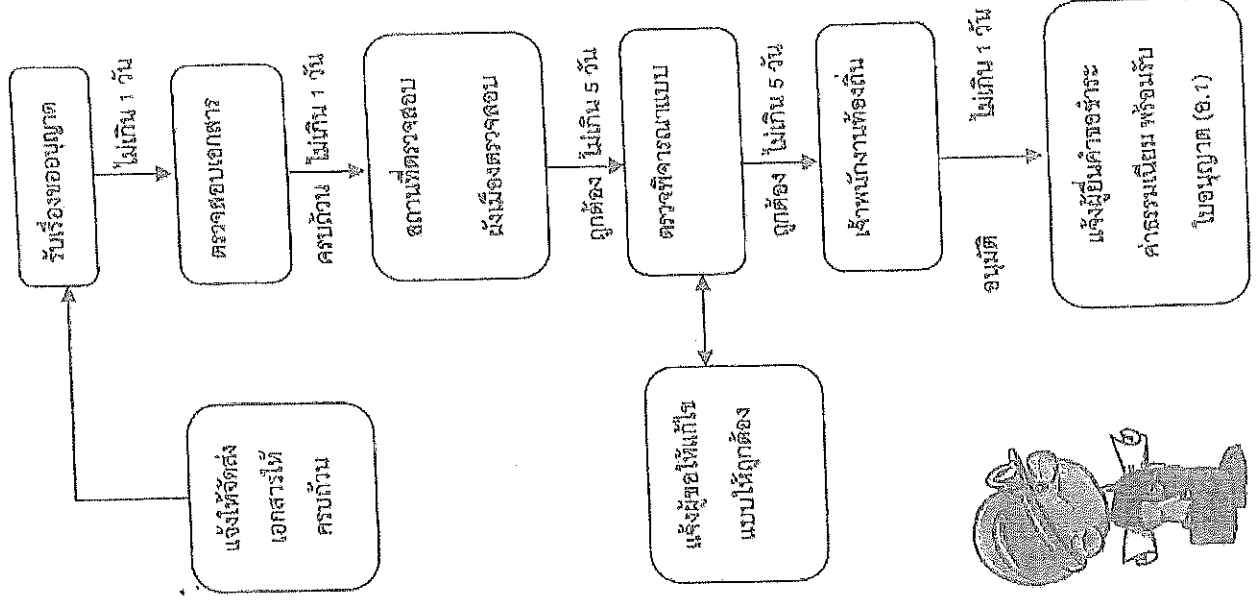 รับเรื่องขออนุญาต
ไม่เกิน 1 วัน
ตรวจสอบเอกสาร
ครบถ้วน ไม่เกิน 1 วัน
แจ้งให้จัดส่ง
เอกสารให้
ครบถ้วน
สถานที่ตรวจสอบ
ผังเมืองตรวจสอบ
ถูกต้อง ไม่เกิน 5 วัน
ตรวจพิจารณาแบบ
แจ้งผู้ขอให้แก้ไข
แบบให้ถูกต้อง
ถูกต้อง ไม่เกิน 5 วัน
เจ้าพนักงานท้องถิ่น
อนุมัติ ไม่เกิน 1 วัน
แจ้งผู้ยื่นคำขอชำระ
ค่าธรรมเนียม พร้อมรับ
ใบอนุญาต (อ.1)